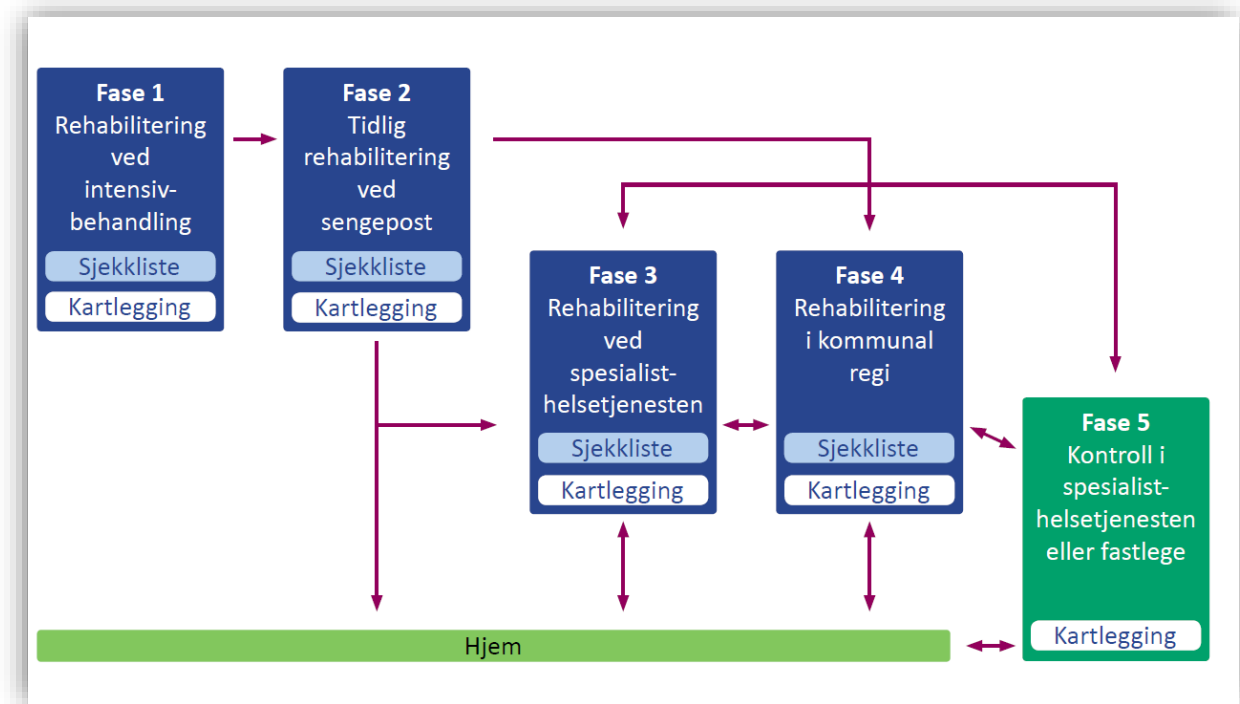 Fase 1
Rehabilitering
ved
intensiv-
behandling
Sjekkliste
Kartlegging
Fase 2
Tidlig
rehabilitering
ved
sengepost
Sjekkliste
Kartlegging
Fase 3
Rehabilitering
ved
spesialist-
helsetjenesten
Sjekkliste
Kartlegging
Fase 4
Rehabilitering
i kommunal
regi
Sjekkliste
Kartlegging
Fase 5
Kontroll i
spesialist-
helsetjenesten
eller fastlege
Kartlegging
Hjem